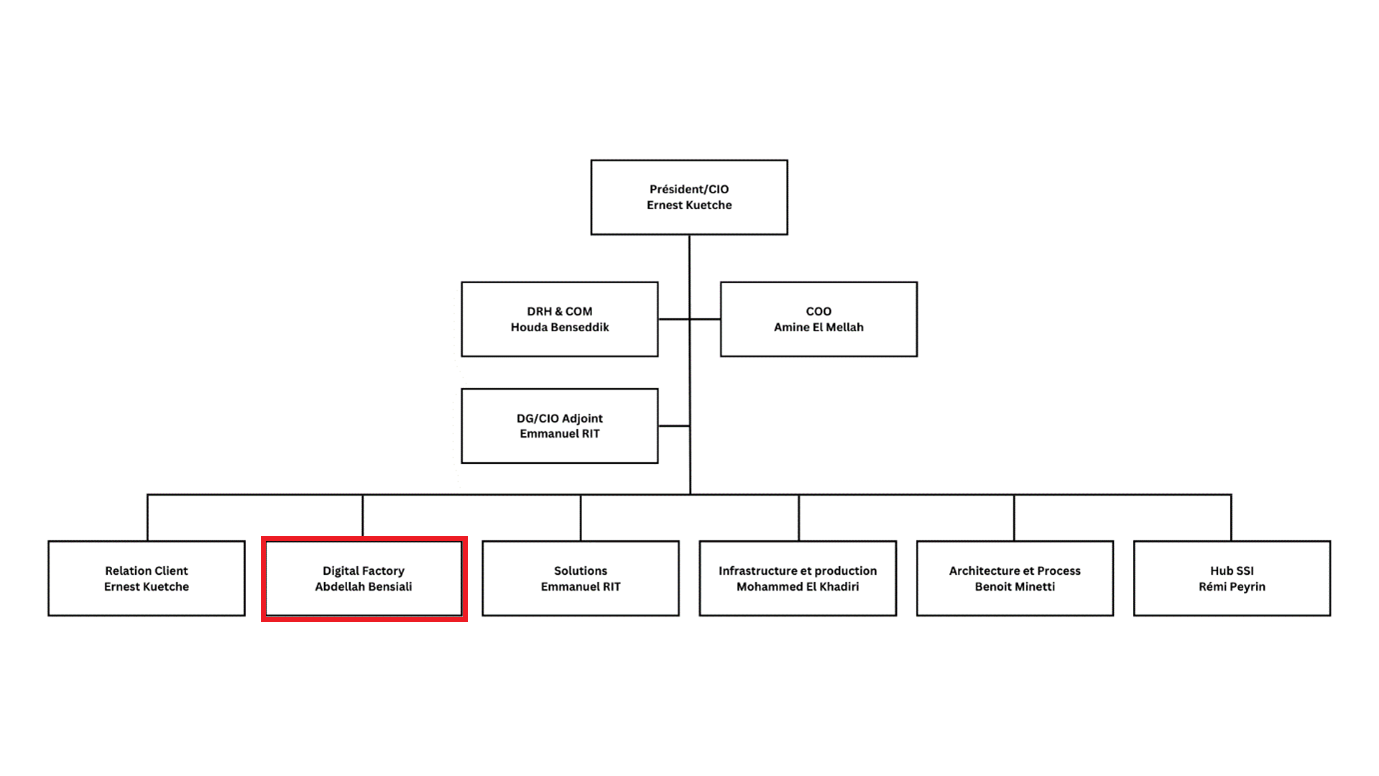 Président/CIO
Ernest Kuetche
DRH & COM
Houda Benseddik
COO
Amine El Mellah
DG/CIO Adjoint
Emmanuel RIT
Relation Client
Ernest Kuetche
Digital Factory
Abdellah Bensiali
Solutions
Emmanuel RIT
Infrastructure et production
Mohammed El Khadiri
Architecture et Process
Benoit Minetti
Hub SSI
Rémi Peyrin